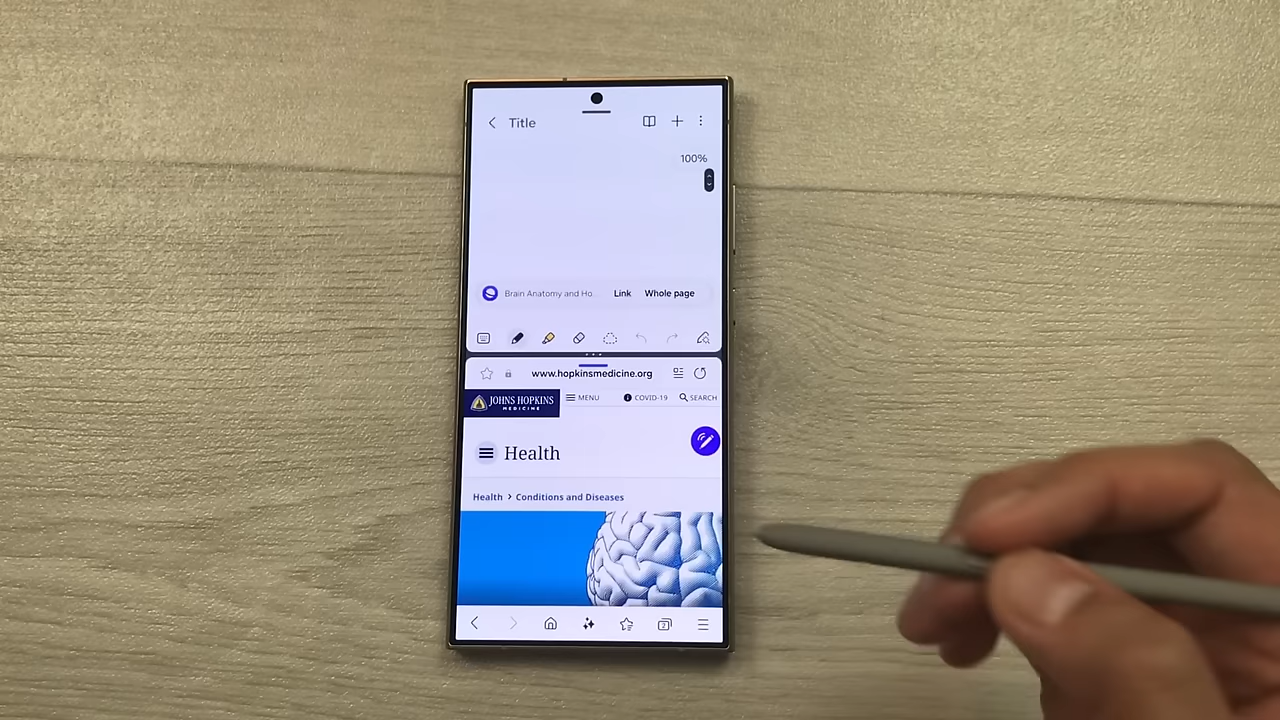 Title
100%
Brain Anatomy and Ho... Link Whole page
www.hopkinsmedicine.org
JOHNS HOPKINS
MEDICINE
MENU COVID-19 SEARCH
Health
Health > Conditions and Diseases
2